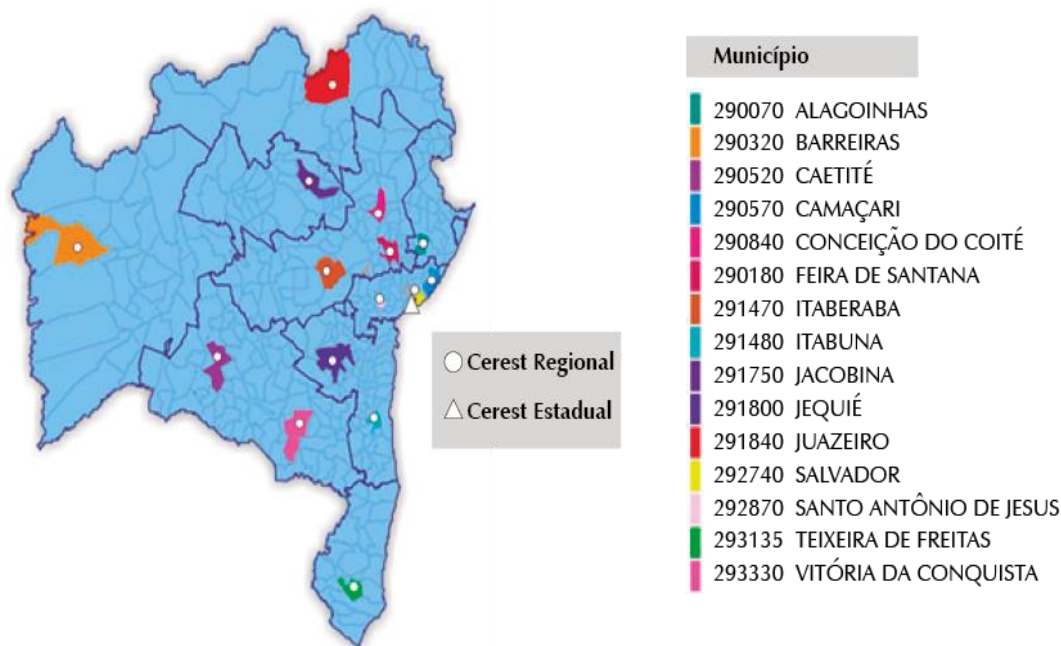 Município
290070 ALAGOINHAS
290320 BARREIRAS
290520 CAETITÉ
290570 CAMAÇARI
290840 CONCEIÇÃO DO COITÉ
290180 FEIRA DE SANTANA
291470 ITABERABA
291480 ITABUNA
291750 JACOBINA
291800 JEQUIÉ
291840 JUAZEIRO
292740 SALVADOR
292870 SANTO ANTÔNIO DE JESUS
293135 TEIXEIRA DE FREITAS
293330 VITÓRIA DA CONQUISTA
Cerest Regional
Cerest Estadual